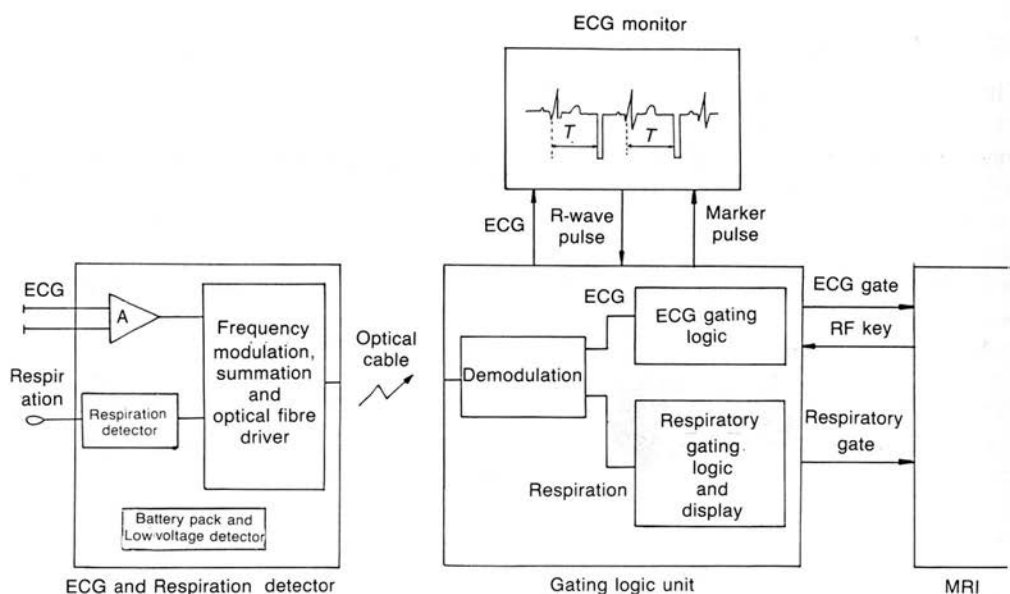 ECG monitor
T
T
ECG
R-wave
pulse
Marker
pulse
ECG
A
Respir
ation
Respiration
detector
Frequency
modulation,
summation
and
optical fibre
driver
Battery pack and
Low voltage detector
ECG and Respiration detector
Optical
cable
Demodulation
ECG
ECG gating
logic
Respiration
Respiratory
gating
logic
and
display
Gating logic unit
ECG gate
RF key
Respiratory
gate
MRI